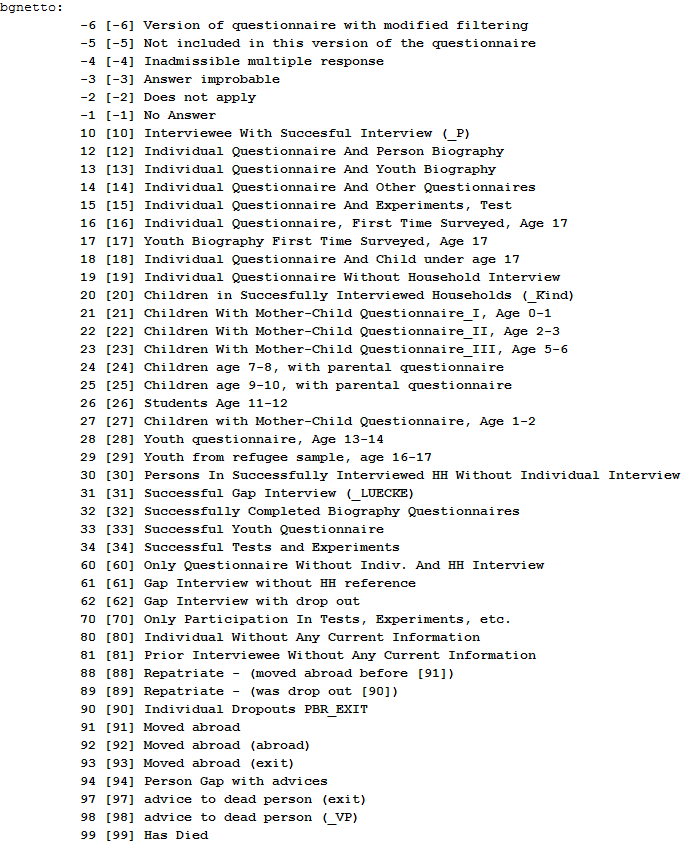 bgnetto:
-6 [-6] Version of questionnaire with modified filtering
-5 [-5] Not included in this version of the questionnaire
-4 [-4] Inadmissible multiple response
-3 [-3] Answer improbable
-2 [-2] Does not apply
-1 [-1] No Answer
10 [10] Interviewee With Succesful Interview (_P)
12 [12] Individual Questionnaire And Person Biography
13 [13] Individual Questionnaire And Youth Biography
14 [14] Individual Questionnaire And Other Questionnaires
15 [15] Individual Questionnaire And Experiments, Test
16 [16] Individual Questionnaire, First Time Surveyed, Age 17
17 [17] Youth Biography First Time Surveyed, Age 17
18 [18] Individual Questionnaire And Child under age 17
19 [19] Individual Questionnaire Without Household Interview
20 [20] Children in Succesfully Interviewed Households (_Kind)
21 [21] Children With Mother-Child Questionnaire_I, Age 0-1
22 [22] Children With Mother-Child Questionnaire_II, Age 2-3
23 [23] Children With Mother-Child Questionnaire_III, Age 5-6
24 [24] Children age 7-8, with parental questionnaire
25 [25] Children age 9-10, with parental questionnaire
26 [26] Students Age 11-12
27 [27] Children with Mother-Child Questionnaire, Age 1-2
28 [28] Youth questionnaire, Age 13-14
29 [29] Youth from refugee sample, age 16-17
30 [30] Persons In Successfully Interviewed HH Without Individual Interview
31 [31] Successful Gap Interview (_LUECKE)
32 [32] Successfully Completed Biography Questionnaires
33 [33] Successful Youth Questionnaire
34 [34] Successful Tests and Experiments
60 [60] Only Questionnaire Without Indiv. And HH Interview
61 [61] Gap Interview without HH reference
62 [62] Gap Interview with drop out
70 [70] Only Participation In Tests, Experiments, etc.
80 [80] Individual Without Any Current Information
81 [81] Prior Interviewee Without Any Current Information
88 [88] Repatriate - (moved abroad before [91])
89 [89] Repatriate - (was drop out [90])
90 [90] Individual Dropouts PBR_EXIT
91 [91] Moved abroad
92 [92] Moved abroad (abroad)
93 [93] Moved abroad (exit)
94 [94] Person Gap with advices
97 [97] advice to dead person (exit)
98 [98] advice to dead person (_VP)
99 [99] Has Died